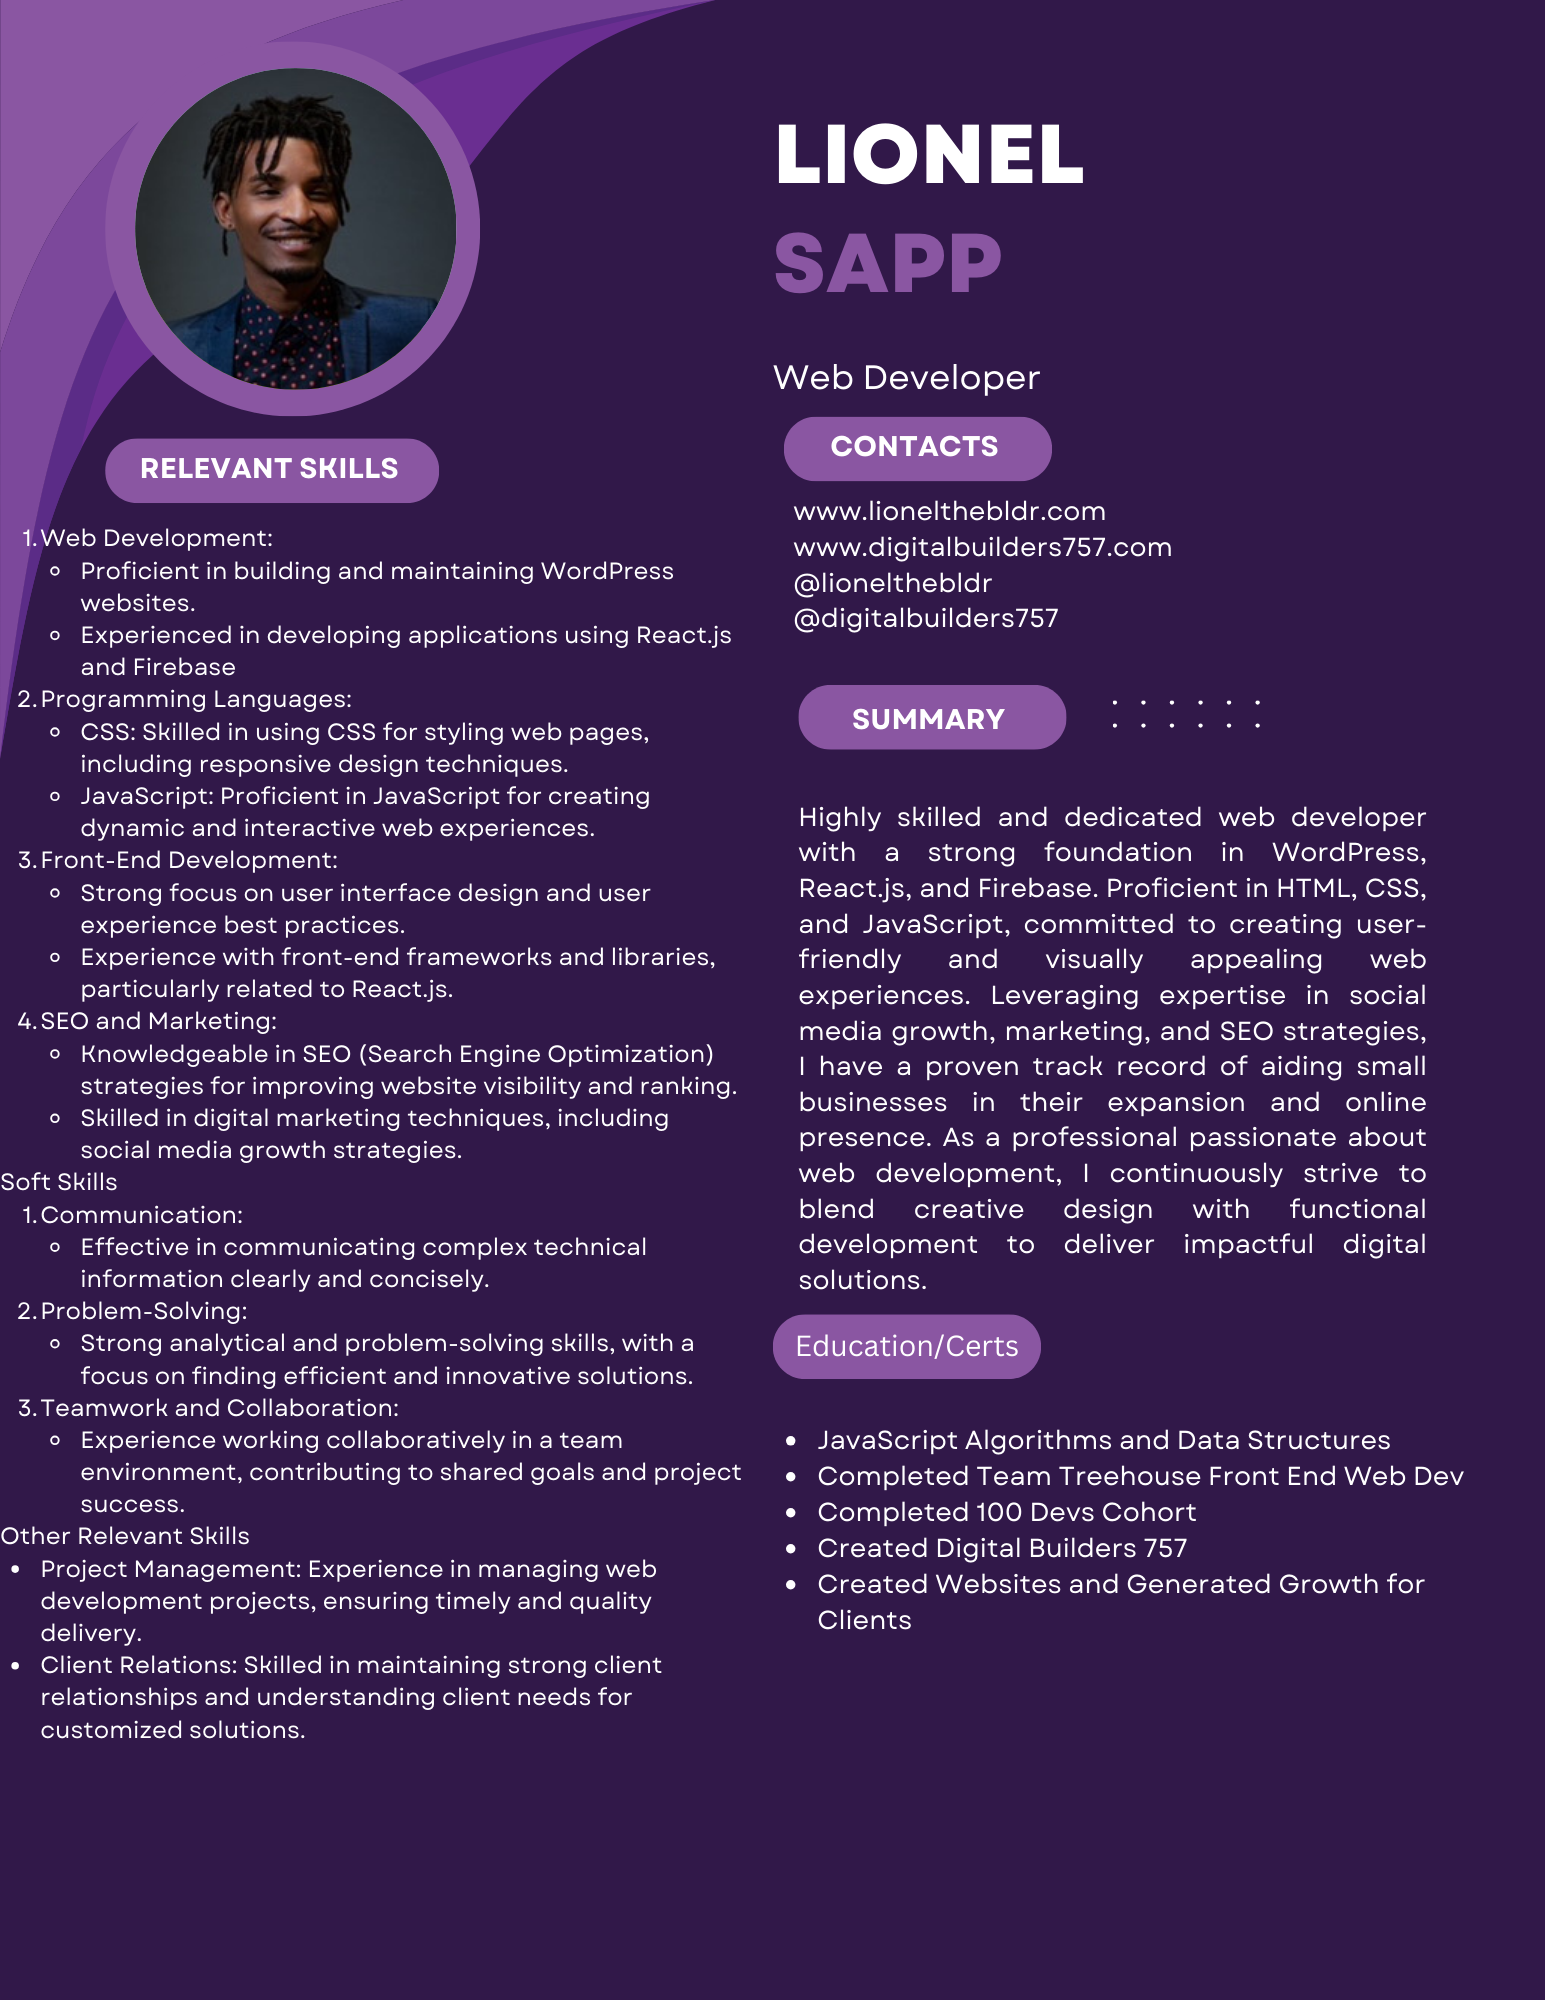 LIONEL
SAPP
Web Developer
CONTACTS
www.lionelthebldr.com
www.digitalbuilders757.com
@lionelthebldr
@digitalbuilders757
RELEVANT SKILLS
1. Web Development:
Proficient in building and maintaining WordPress
websites.
Experienced in developing applications using React.js
and Firebase
2. Programming Languages:
CSS: Skilled in using CSS for styling web pages,
including responsive design techniques.
JavaScript: Proficient in JavaScript for creating
dynamic and interactive web experiences.
3. Front-End Development:
Strong focus on user interface design and user
experience best practices.
Experience with front-end frameworks and libraries,
particularly related to React.js.
4. SEO and Marketing:
Knowledgeable in SEO (Search Engine Optimization)
strategies for improving website visibility and ranking.
Skilled in digital marketing techniques, including
social media growth strategies.
Soft Skills
1. Communication:
Effective in communicating complex technical
information clearly and concisely.
2. Problem-Solving:
Strong analytical and problem-solving skills, with a
focus on finding efficient and innovative solutions.
3. Teamwork and Collaboration:
Experience working collaboratively in a team
environment, contributing to shared goals and project
success.
Other Relevant Skills
Project Management: Experience in managing web
development projects, ensuring timely and quality
delivery.
Client Relations: Skilled in maintaining strong client
relationships and understanding client needs for
customized solutions.
SUMMARY
Highly skilled and dedicated web developer
with a strong foundation in WordPress,
React.js, and Firebase. Proficient in HTML, CSS,
and JavaScript, committed to creating user-
friendly and visually appealing web
experiences. Leveraging expertise in social
media growth, marketing, and SEO strategies,
I have a proven track record of aiding small
businesses in their expansion and online
presence. As a professional passionate about
web development, I continuously strive to
blend creative design with functional
development to deliver impactful digital
solutions.
Education/Certs
JavaScript Algorithms and Data Structures
Completed Team Treehouse Front End Web Dev
Completed 100 Devs Cohort
Created Digital Builders 757
Created Websites and Generated Growth for
Clients